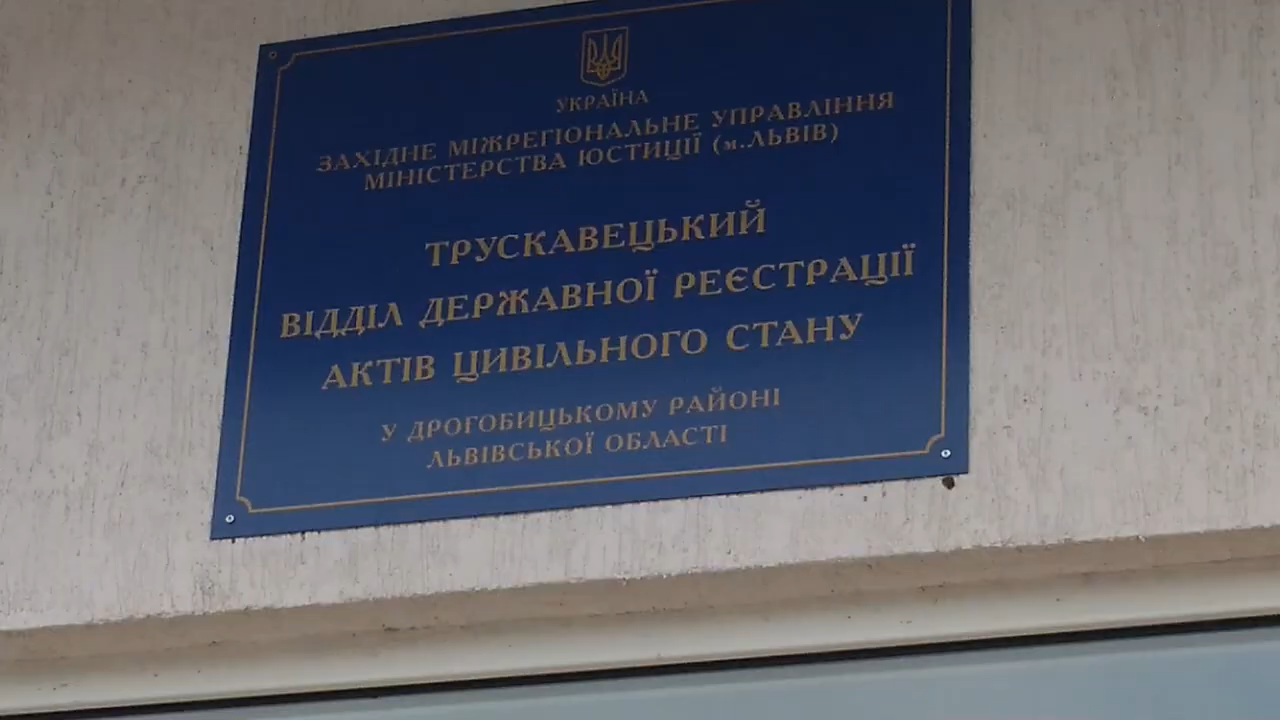 УКРАЇНА
ЗАХІДНЕ МІЖРЕГІОНАЛЬНЕ УПРАВЛІННЯ
МІНІСТЕРСТВА ЮСТИЦІЇ (м.ЛЬВІВ)
ТРУСКАВЕЦЬКИЙ
ВІДДІЛ ДЕРЖАВНОЇ РЕЄСТРАЦІЇ
АКТІВ ЦИВІЛЬНОГО СТАНУ
У ДРОГОБИЦЬКОМУ РАЙОНІ
ЛЬВІВСЬКОЇ ОБЛАСТІ